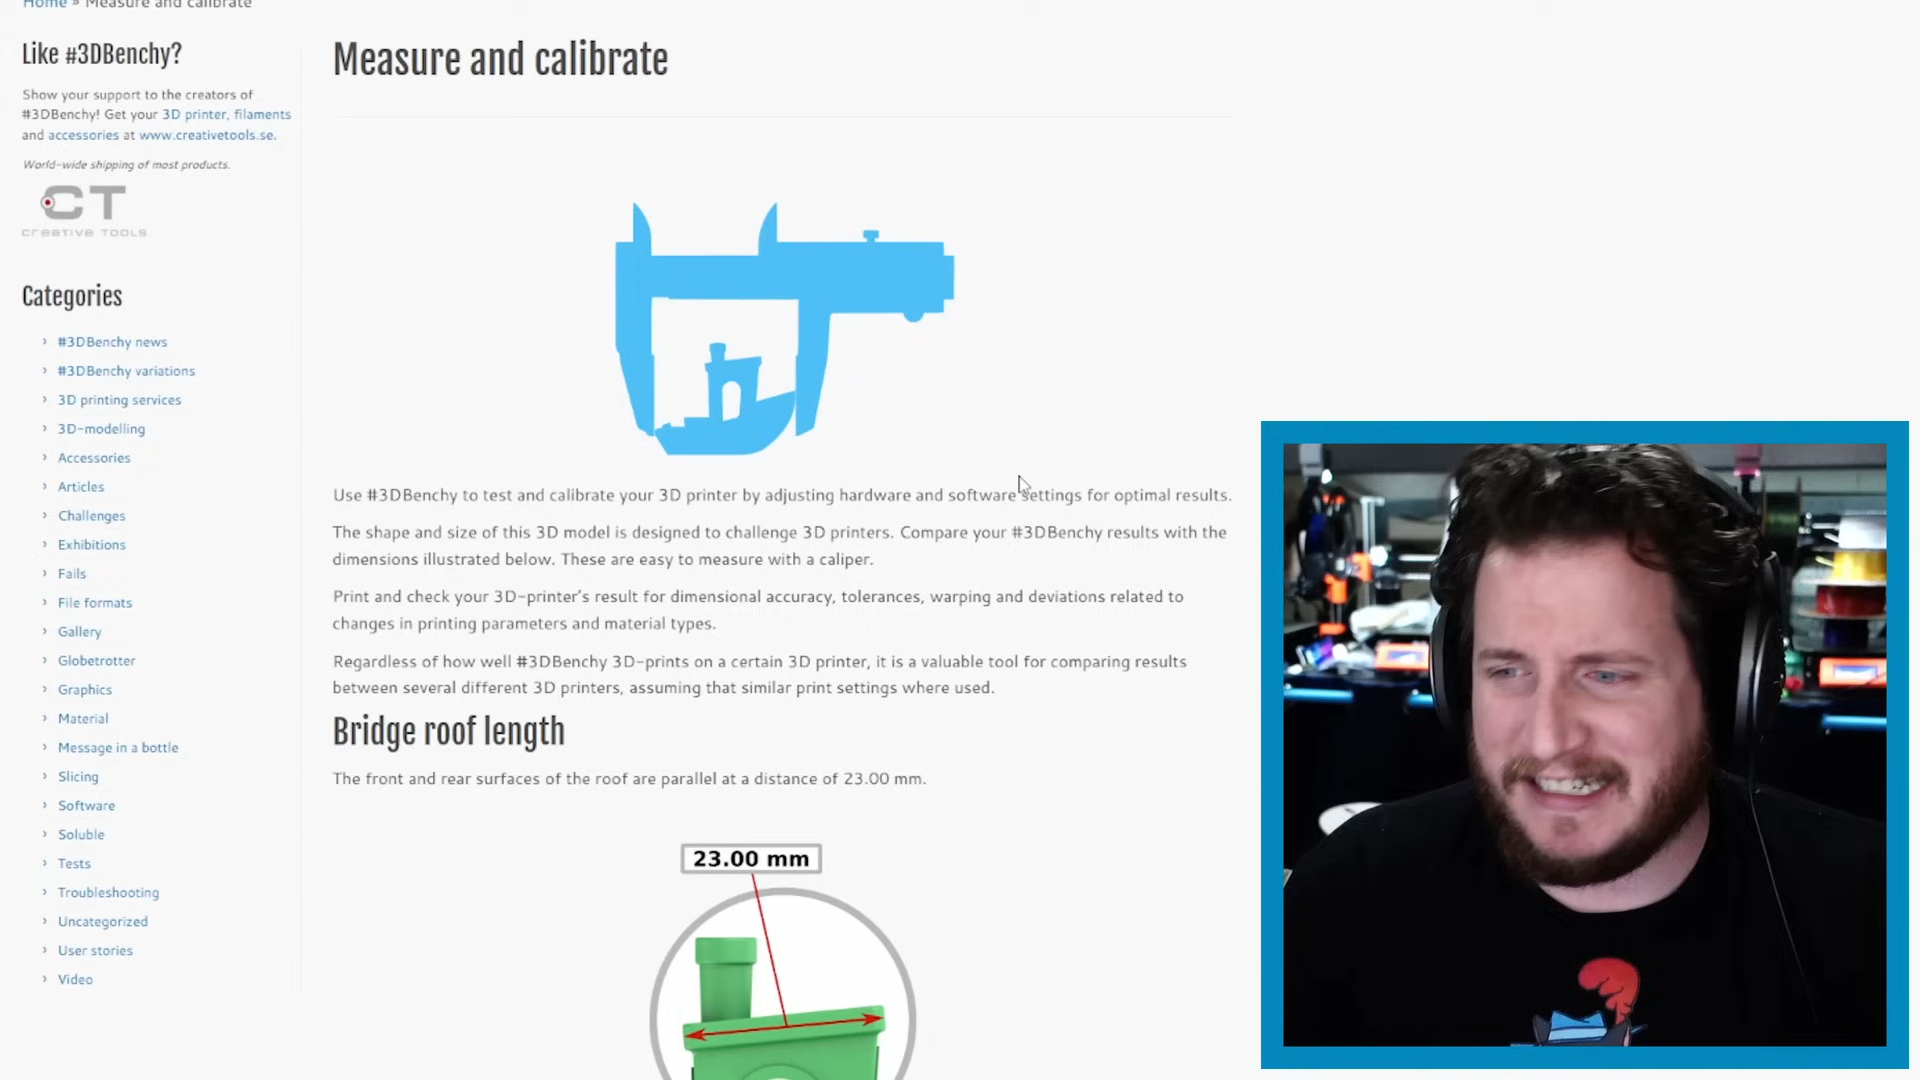 Home » Measure and calibrate
Like #3DBenchy?
Show your support to the creators of
#3DBenchy! Get your 3D printer, filaments
and accessories at www.creativetools.se.
World-wide shipping of most products.
CT
CREATIVE TOOLS
Categories
› #3DBenchy news
› #3DBenchy variations
› 3D printing services
› 3D-modelling
› Accessories
› Articles
› Challenges
› Exhibitions
› Fails
› File formats
› Gallery
› Globetrotter
› Graphics
› Material
› Message in a bottle
› Slicing
› Software
› Soluble
› Tests
› Troubleshooting
› Uncategorized
› User stories
› Video
Measure and calibrate
Use #3DBenchy to test and calibrate your 3D printer by adjusting hardware and software settings for optimal results.
The shape and size of this 3D model is designed to challenge 3D printers. Compare your #3DBenchy results with the
dimensions illustrated below. These are easy to measure with a caliper.
Print and check your 3D-printer's result for dimensional accuracy, tolerances, warping and deviations related to
changes in printing parameters and material types.
Regardless of how well #3DBenchy 3D-prints on a certain 3D printer, it is a valuable tool for comparing results
between several different 3D printers, assuming that similar print settings where used.
Bridge roof length
The front and rear surfaces of the roof are parallel at a distance of 23.00 mm.
23.00 mm